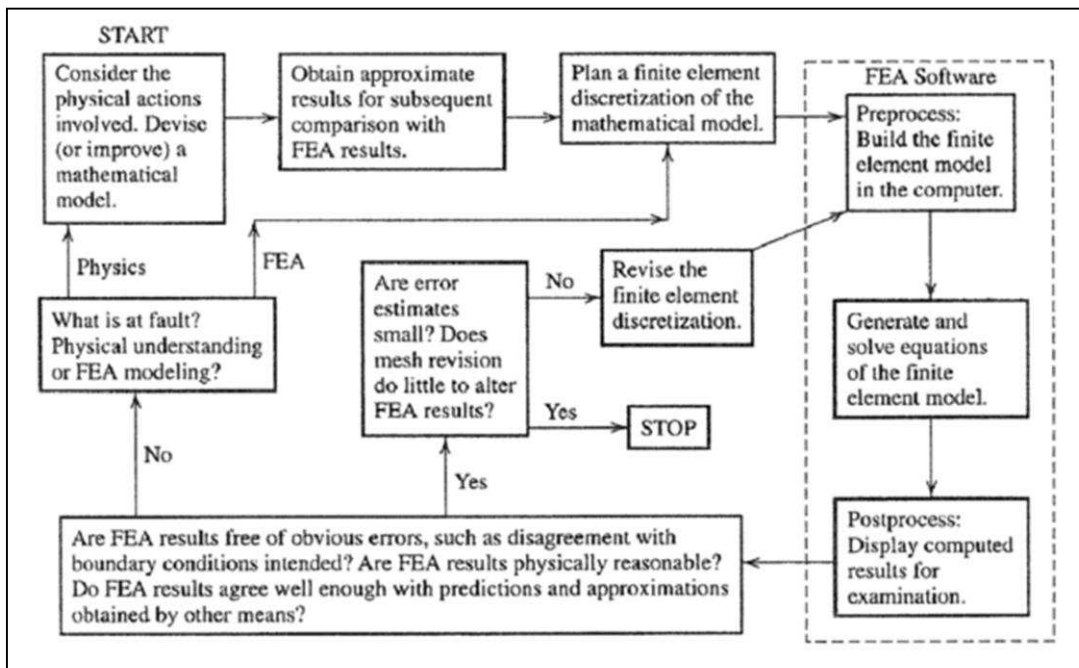 START
Consider the
physical actions
involved. Devise
(or improve) a
mathematical
model.
Obtain approximate
results for subsequent
comparison with
FEA results.
Plan a finite element
discretization of the
mathematical model.
FEA Software
Preprocess:
Build the finite
element model
in the computer.
Physics
FEA
What is at fault?
Physical understanding
or FEA modeling?
Are error
estimates
small? Does
mesh revision
do little to alter
FEA results?
No
Revise the
finite element
discretization.
Yes
STOP
Generate and
solve equations
of the finite
element model.
No
Yes
Are FEA results free of obvious errors, such as disagreement with
boundary conditions intended? Are FEA results physically reasonable?
Do FEA results agree well enough with predictions and approximations
obtained by other means?
Postprocess:
Display computed
results for
examination.